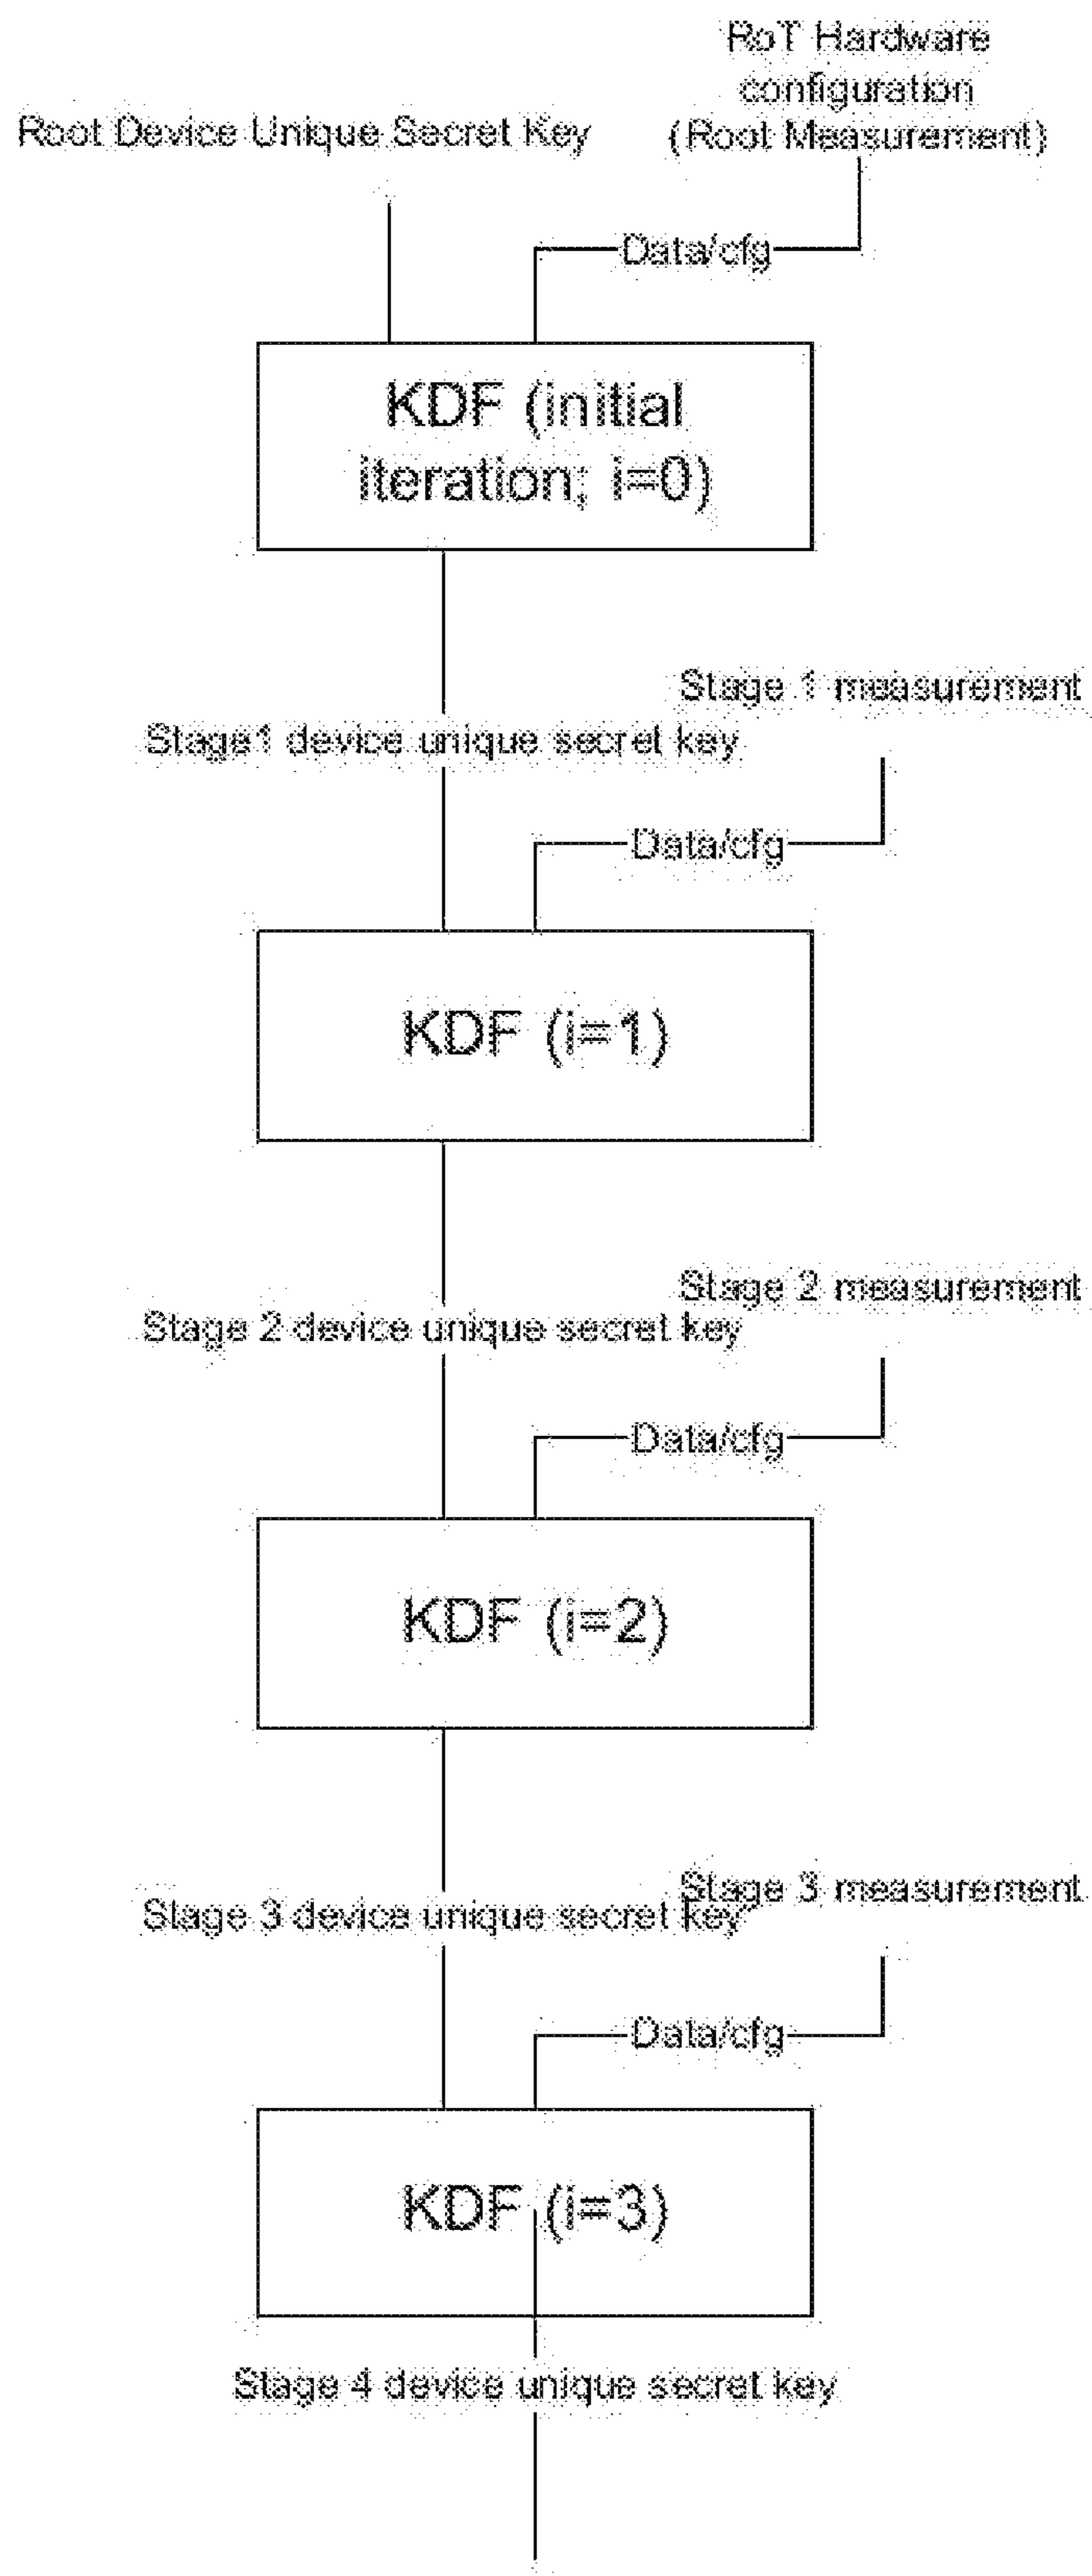 RoT Hardware
configuration
(Root Measurement)
Root Device Unique Secret Key
Data/cfg
KDF (initial
iteration; i=0)
Stage 1 measurement
Stage1 device unique secret key
Data/cfg
KDF (i=1)
Stage 2 measurement
Stage 2 device unique secret key
Data/cfg
KDF (i=2)
Stage 3 measurement
Stage 3 device unique secret key
Data/cfg
KDF (i=3)
Stage 4 device unique secret key